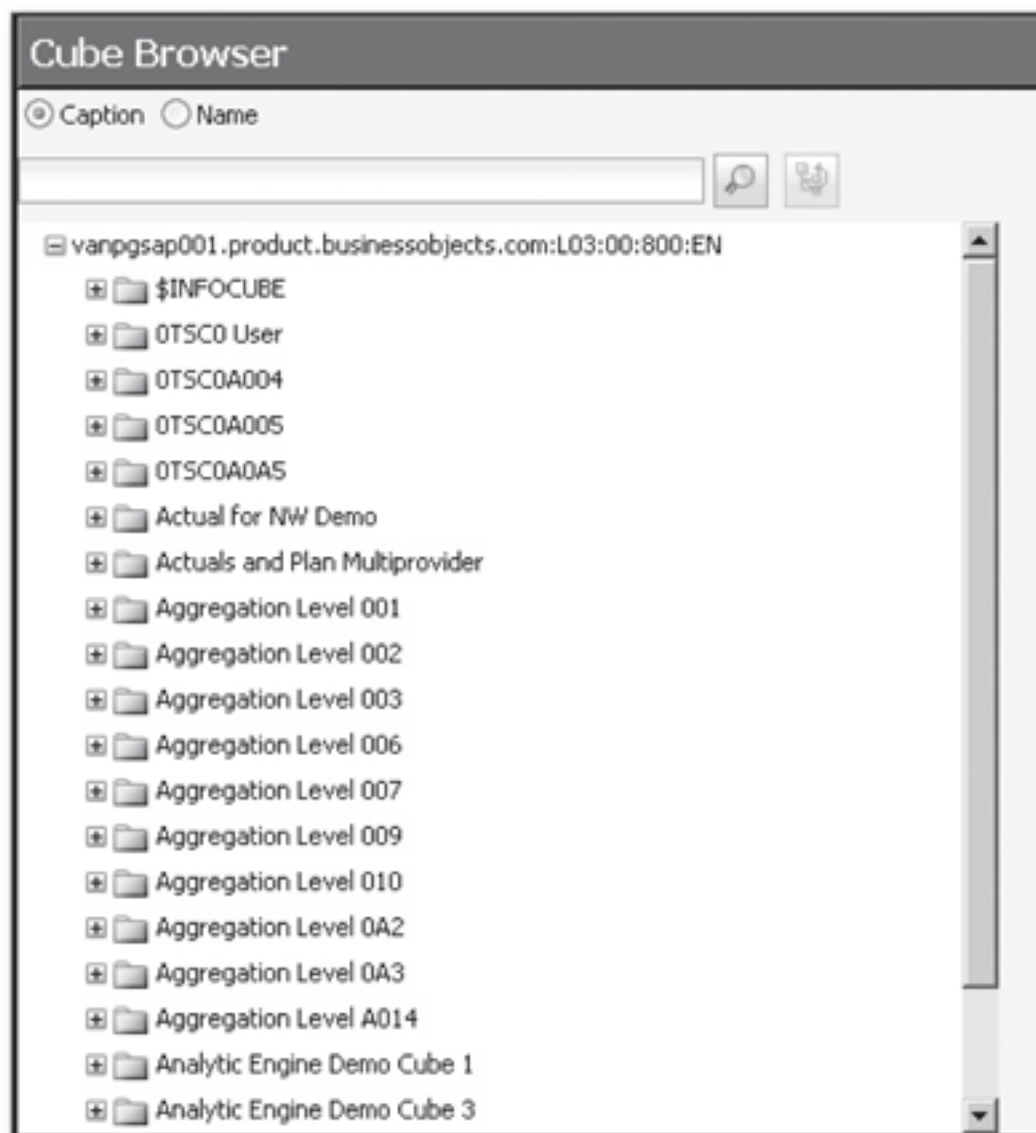 Cube Browser
Caption Name
vanpgsap001.product.businessobjects.com:L03:00:800:EN
$INFOCUBE
0TSC0 User
0TSC0A004
0TSC0A005
0TSC0A0A5
Actual for NW Demo
Actuals and Plan Multiprovider
Aggregation Level 001
Aggregation Level 002
Aggregation Level 003
Aggregation Level 006
Aggregation Level 007
Aggregation Level 009
Aggregation Level 010
Aggregation Level 0A2
Aggregation Level 0A3
Aggregation Level A014
Analytic Engine Demo Cube 1
Analytic Engine Demo Cube 3